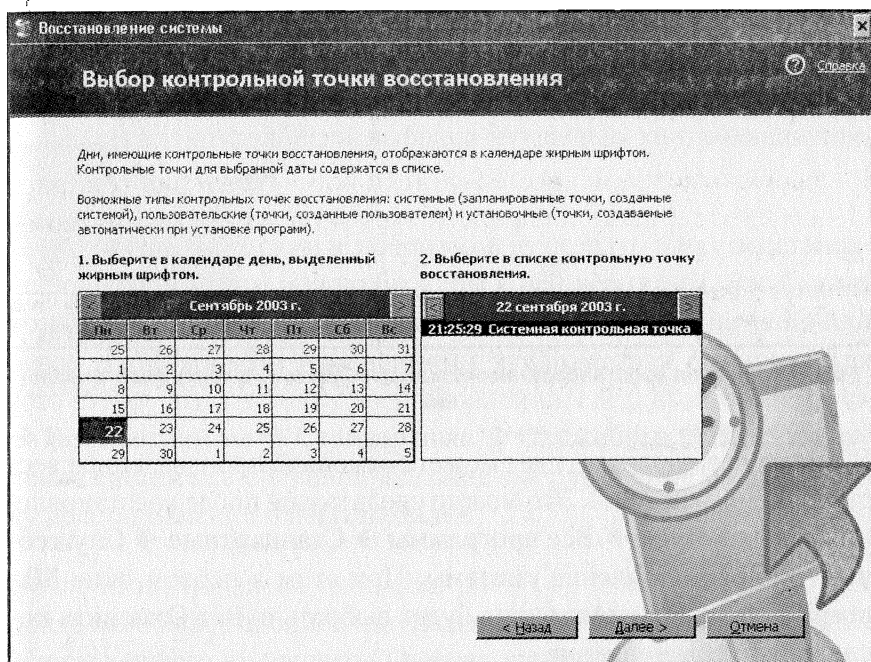 Восстановление системы
Выбор контрольной точки восстановления
Справка
Дни, имеющие контрольные точки восстановления, отображаются в календаре жирным шрифтом.
Контрольные точки для выбранной даты содержатся в списке.
Возможные типы контрольных точек восстановления: системные (запланированные точки, созданные
системой), пользовательские (точки, созданные пользователем) и установочные (точки, создаваемые
автоматически при установке программ).
1. Выберите в календаре день, выделенный
жирным шрифтом.
2. Выберите в списке контрольную точку
восстановления.
< Сентябрь 2003 г. >
Пн Вт Ср Чт Пт Сб Вс
25 26 27 28 29 30 31
1 2 3 4 5 6 7
8 9 10 11 12 13 14
15 16 17 18 19 20 21
22 23 24 25 26 27 28
29 30 1 2 3 4 5
< 22 сентября 2003 г. >
21:25:29 Системная контрольная точка
< Назад
Далее >
Отмена